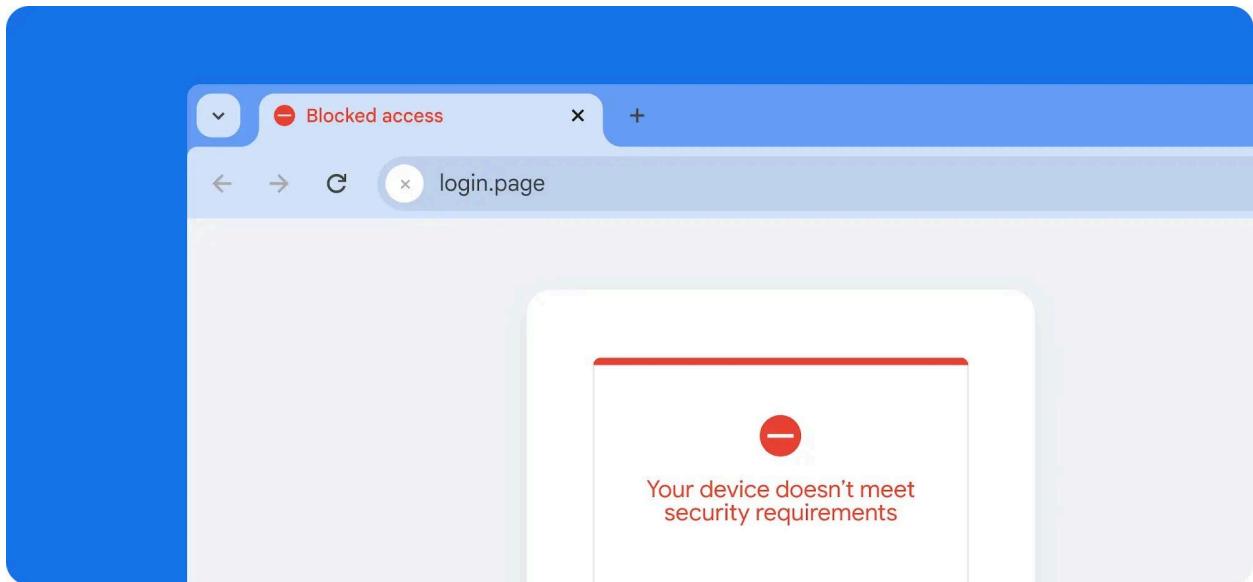 Blocked access
login.page
Your device doesn’t meet
security requirements